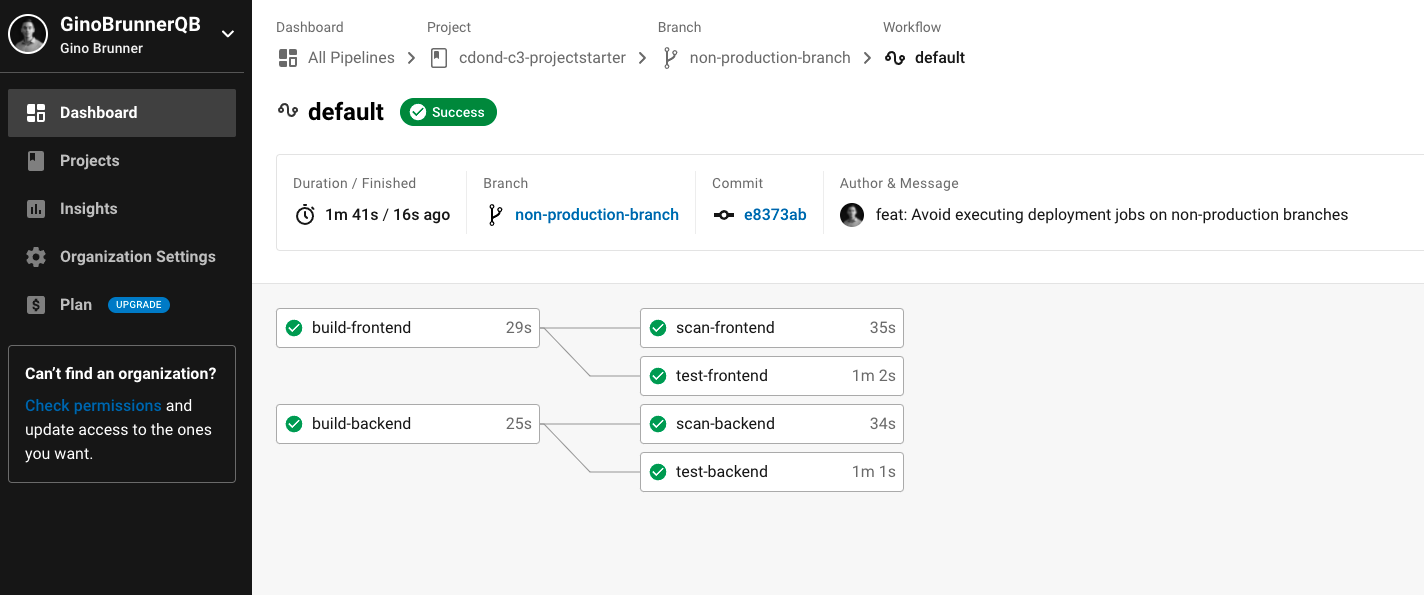 GinoBrunnerQB
Gino Brunner
Dashboard
Projects
Insights
Organization Settings
Plan UPGRADE
Can't find an organization?
Check permissions and
update access to the ones
you want.
Dashboard Project Branch Workflow
All Pipelines cdond-c3-projectstarter non-production-branch default
default Success
Duration / Finished Branch Commit Author & Message
1m 41s / 16s ago non-production-branch e8373ab feat: Avoid executing deployment jobs on non-production branches
build-frontend 29s scan-frontend 35s
test-frontend 1m 2s
build-backend 25s scan-backend 34s
test-backend 1m 1s